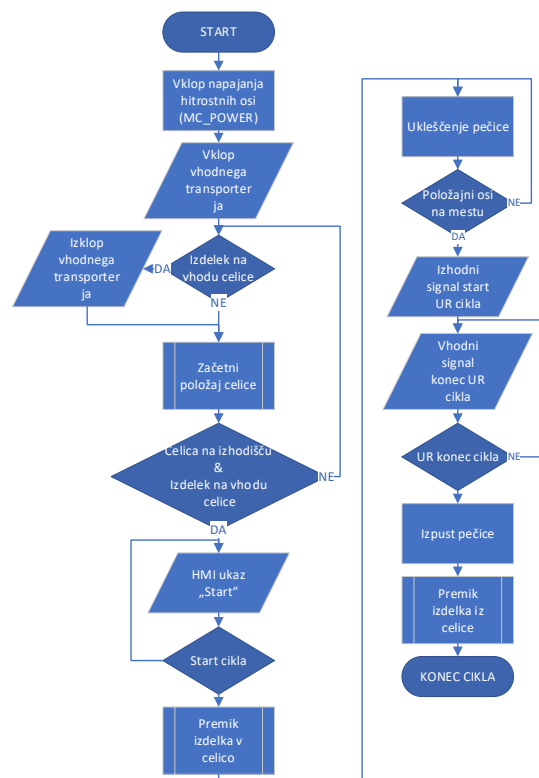 START
Vklop napajanja
hitrostnih osi
(MC_POWER)
Vklop
vhodnega
transporter
ja
Izklop
vhodnega
transporter
ja
DA
Izdelek na
vhodu celice
NE
Začetni
položaj celice
Celica na izhodišču
&
Izdelek na vhodu
celice
NE
DA
HMI ukaz
„Start“
Start cikla
Premik
izdelka v
celico
Ukleščenje pečice
Položajni osi
na mestu
NE
DA
Izhodni
signal start
UR cikla
Vhodni
signal
konec UR
cikla
UR konec cikla
NE
Izpust pečice
Premik
izdelka iz
celice
KONEC CIKLA